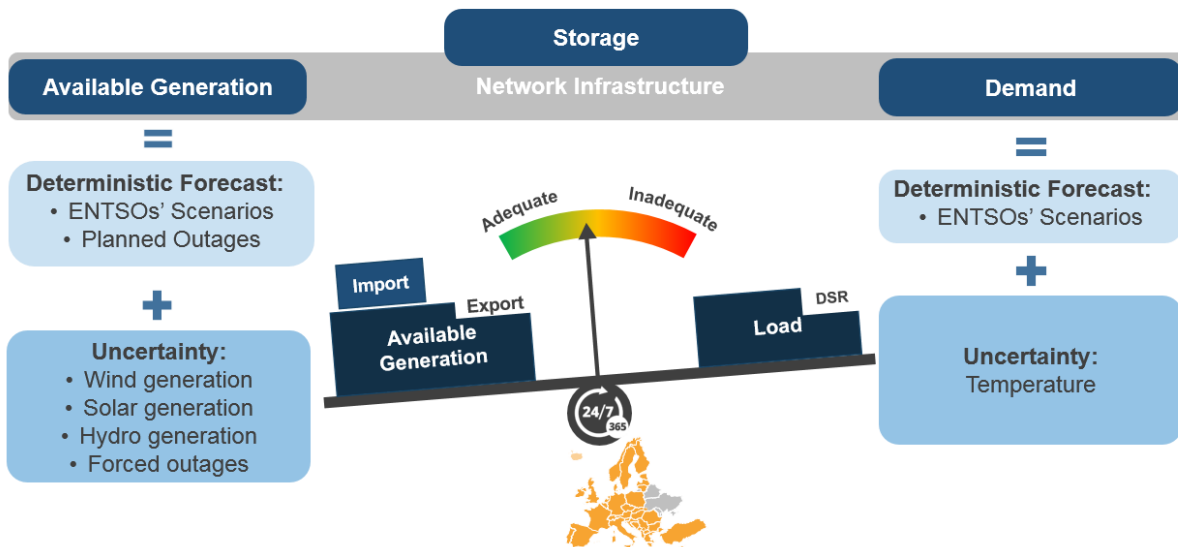 Storage
Available Generation
Network Infrastructure
Demand
=
=
Deterministic Forecast:
• ENTSOs’ Scenarios
• Planned Outages
Deterministic Forecast:
• ENTSOs’ Scenarios
Adequate
Inadequate
+
+
Import
Export
Available
Generation
DSR
Load
Uncertainty:
• Wind generation
• Solar generation
• Hydro generation
• Forced outages
Uncertainty:
Temperature
24/7
365